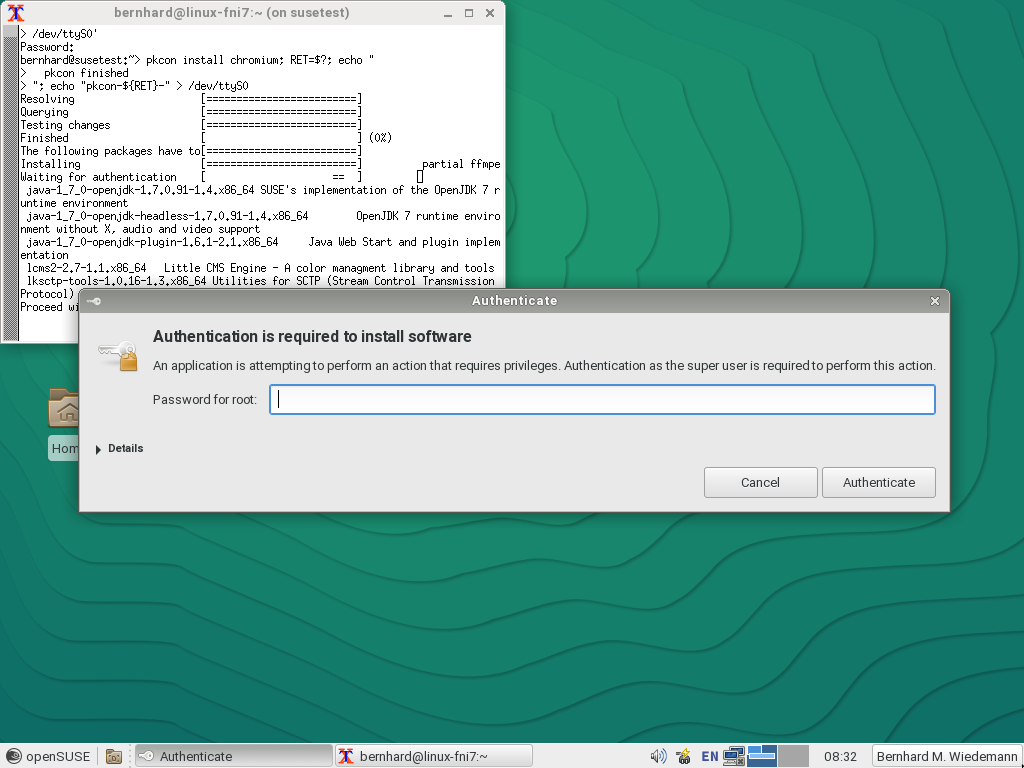 bernhard@linux-fni7:~ (on susetest)
> /dev/ttyS0'
Password:
bernhard@susetest:~> pkcon install chromium; RET=$?; echo "
>   pkcon finished
> "; echo "pkcon-${RET}-" > /dev/ttyS0
Resolving [=========================]
Querying [=========================]
Testing changes [=========================]
Finished [                         ] (0%)
The following packages have to[=========================]
Installing [=========================] partial ffmpe
Waiting for authentication [                     ==  ]
java-1_7_0-openjdk-1.7.0.91-1.4.x86_64 SUSE's implementation of the OpenJDK 7 r
untime environment
java-1_7_0-openjdk-headless-1.7.0.91-1.4.x86_64 OpenJDK 7 runtime enviro
nment without X, audio and video support
java-1_7_0-openjdk-plugin-1.6.1-2.1.x86_64 Java Web Start and plugin implem
entation
lcms2-2.7-1.1.x86_64 Little CMS Engine - A color managment library and tools
lksctp-tools-1.0.16-1.3.x86_64 Utilities for SCTP (Stream Control Transmission
Protocol)
Proceed wi
Authenticate
Authentication is required to install software
An application is attempting to perform an action that requires privileges. Authentication as the super user is required to perform this action.
Password for root:
Details
Cancel
Authenticate
Hom
openSUSE
Authenticate
bernhard@linux-fni7:~
EN
08:32
Bernhard M. Wiedemann